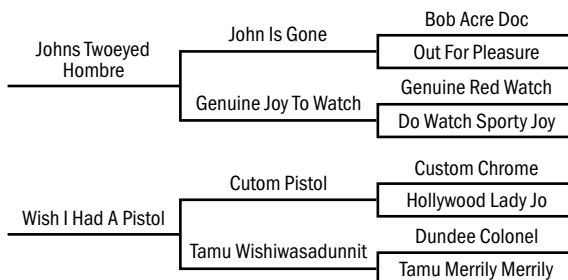 Bob Acre Doc
John Is Gone
Out For Pleasure
Johns Twoeyed
Hombre
Genuine Red Watch
Genuine Joy To Watch
Do Watch Sporty Joy
Custom Chrome
Cutom Pistol
Hollywood Lady Jo
Wish I Had A Pistol
Dundee Colonel
Tamu Wishiwasadunnit
Tamu Merrily Merrily